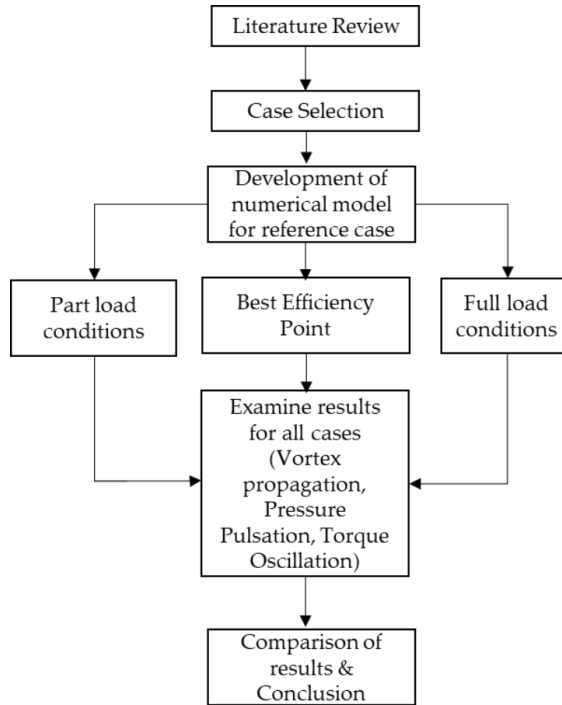 Literature Review
Case Selection
Development of
numerical model
for reference case
Part load
conditions
Best Efficiency
Point
Full load
conditions
Examine results
for all cases
(Vortex
propagation,
Pressure
Pulsation, Torque
Oscillation)
Comparison of
results &
Conclusion